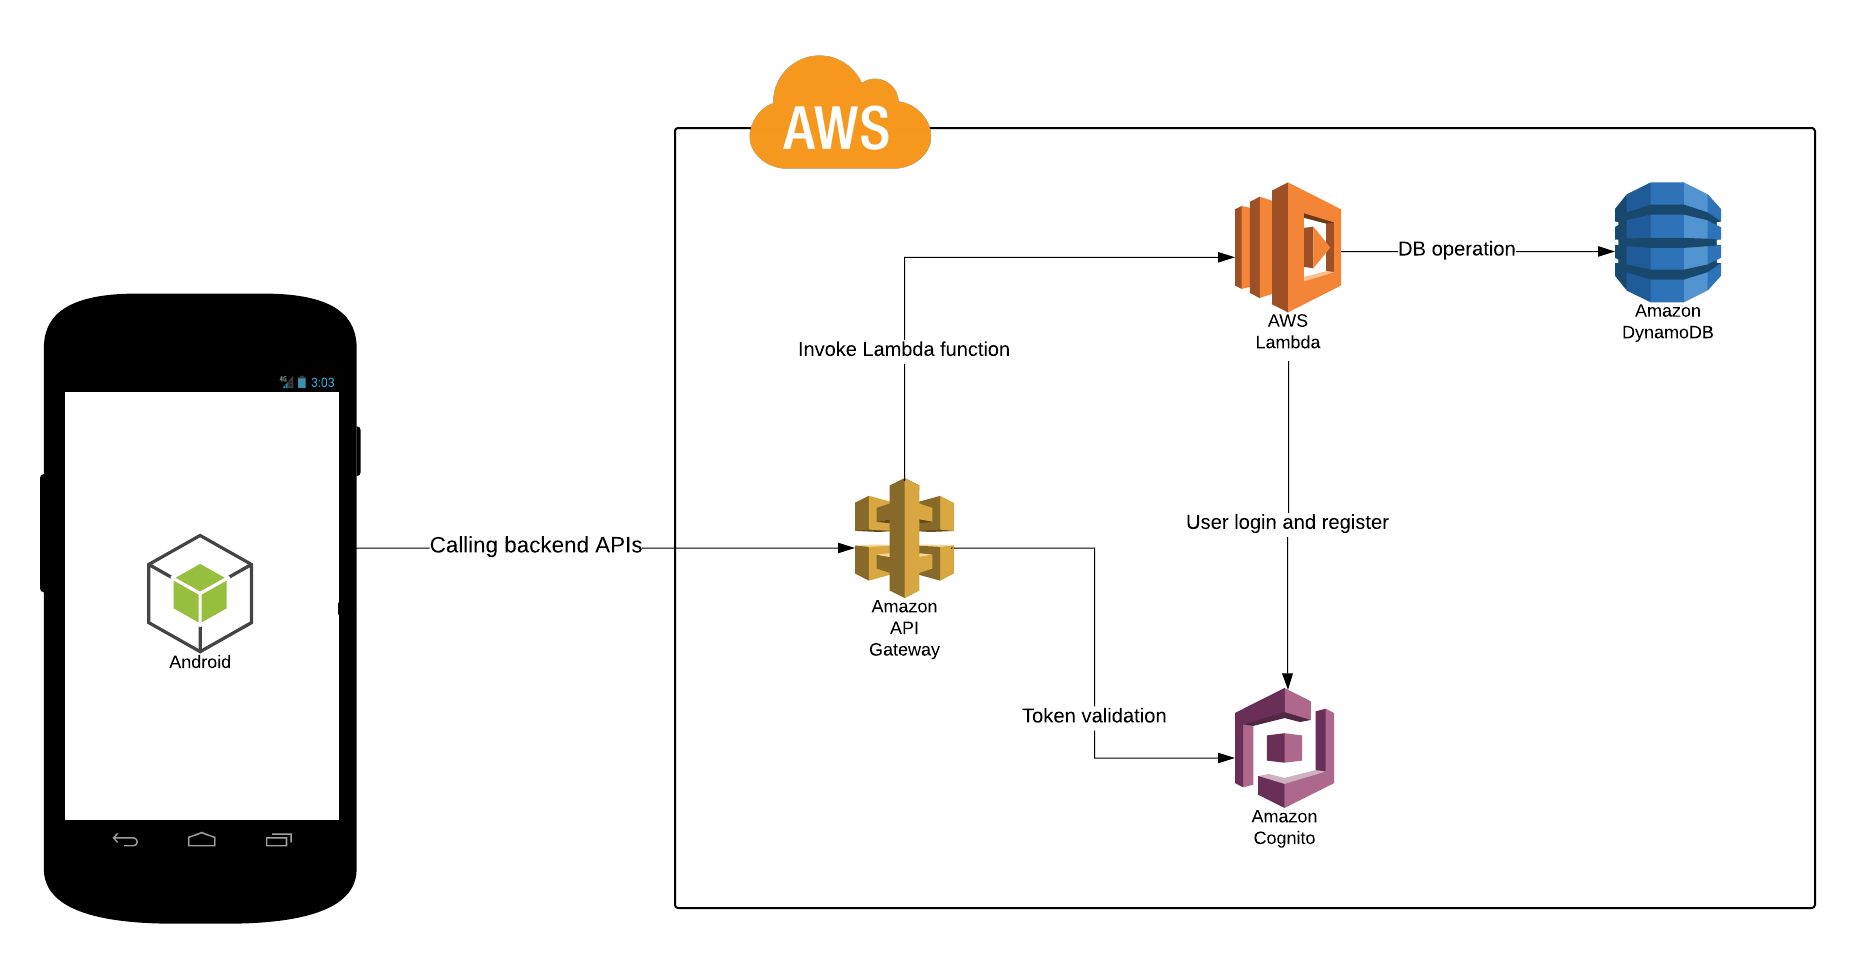 AWS
DB operation
Amazon
DynamoDB
AWS
Lambda
Invoke Lambda function
4G 3:03
User login and register
Calling backend APIs
Amazon
API
Gateway
Android
Token validation
Amazon
Cognito